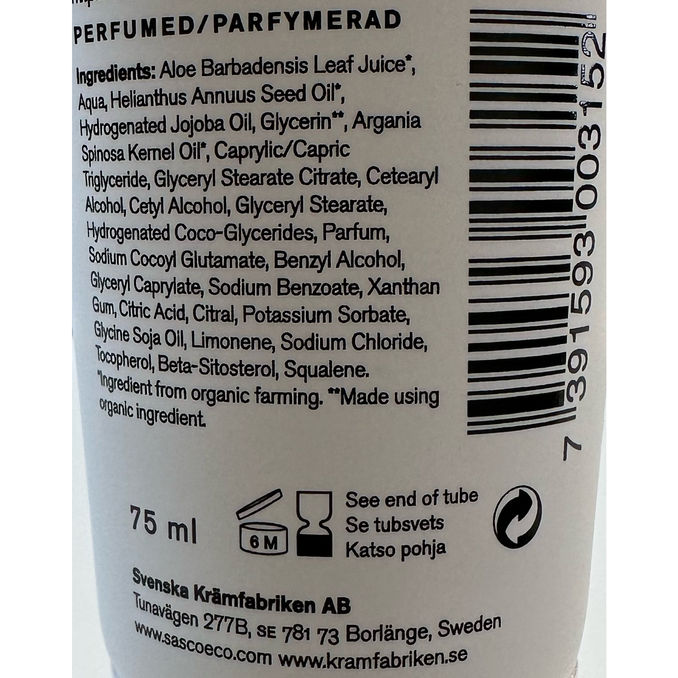 PERFUMED/PARFYMERAD
Ingredients: Aloe Barbadensis Leaf Juice*,
Aqua, Helianthus Annuus Seed Oil*,
Hydrogenated Jojoba Oil, Glycerin**, Argania
Spinosa Kernel Oil*, Caprylic/Capric
Triglyceride, Glyceryl Stearate Citrate, Cetearyl
Alcohol, Cetyl Alcohol, Glyceryl Stearate,
Hydrogenated Coco-Glycerides, Parfum,
Sodium Cocoyl Glutamate, Benzyl Alcohol,
Glyceryl Caprylate, Sodium Benzoate, Xanthan
Gum, Citric Acid, Citral, Potassium Sorbate,
Glycine Soja Oil, Limonene, Sodium Chloride,
Tocopherol, Beta-Sitosterol, Squalene.
*Ingredient from organic farming. **Made using
organic ingredient.
7 391593 003152
75 ml
6 M
See end of tube
Se tubsvets
Katso pohja
Svenska Krämfabriken AB
Tunavägen 277B, SE 781 73 Borlänge, Sweden
www.sascoeco.com www.kramfabriken.se